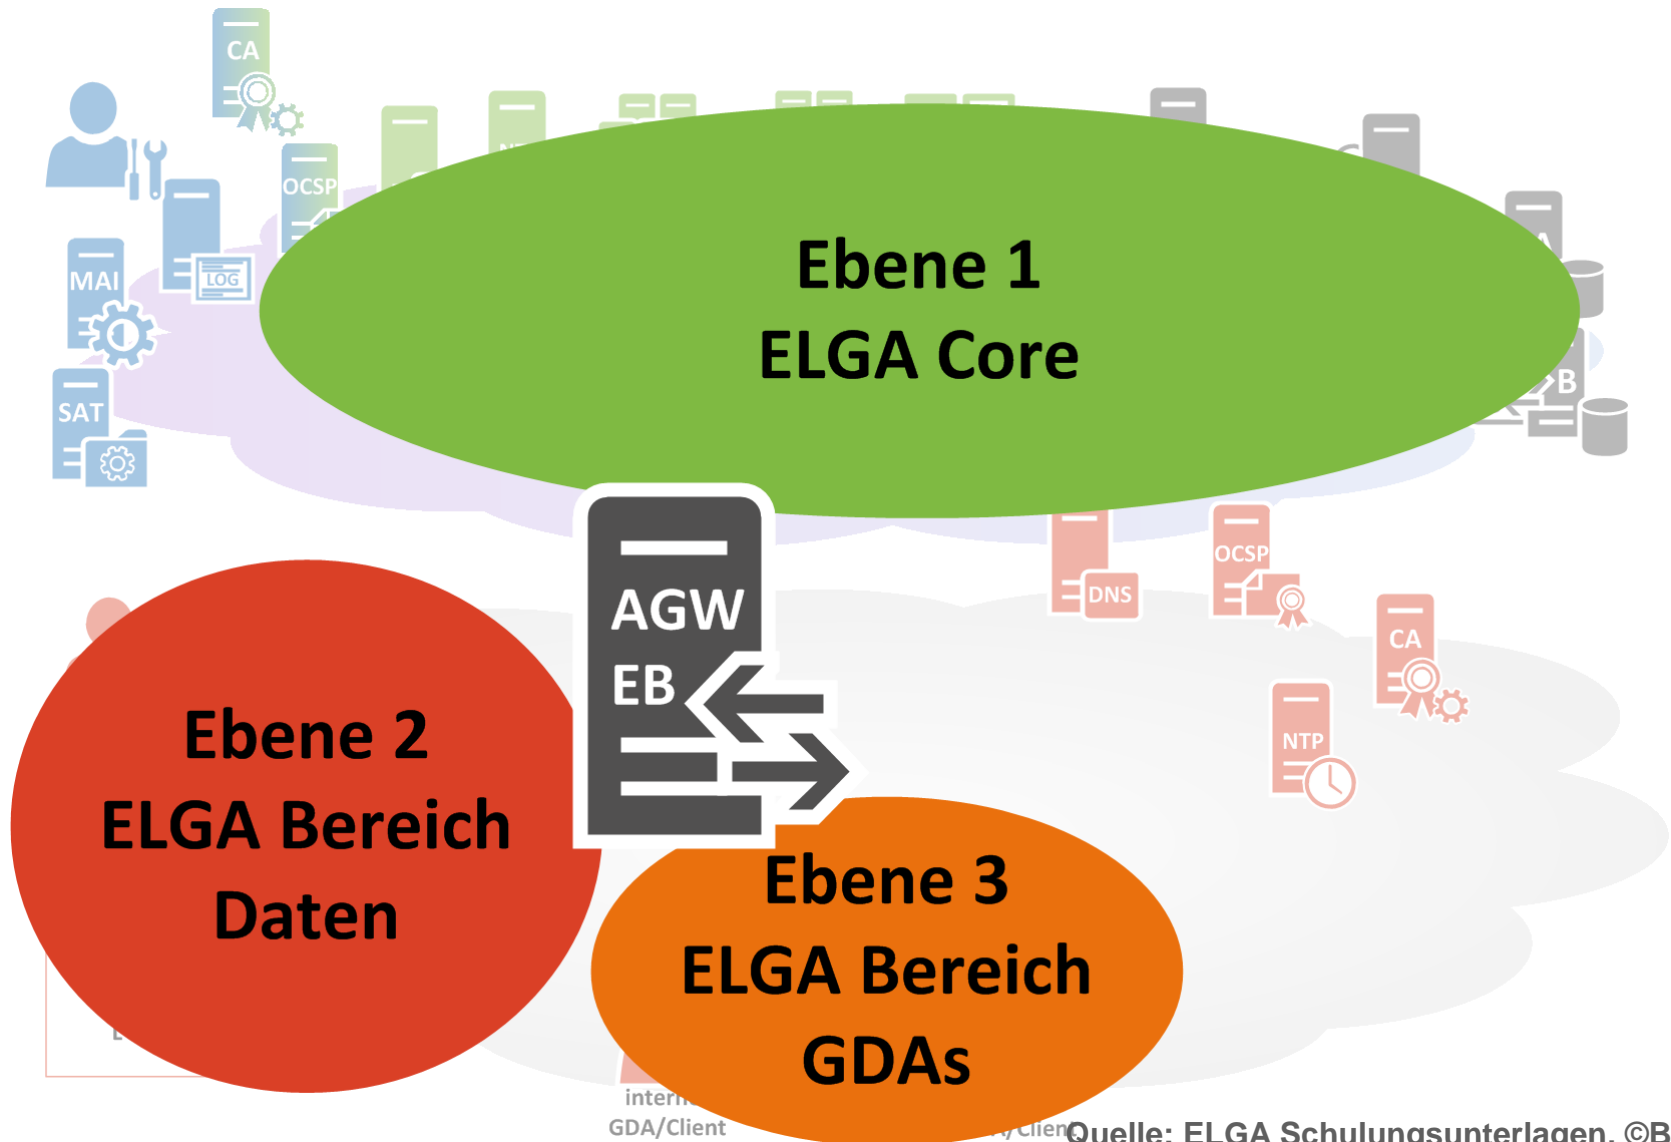 CA
OCSP
MAI
LOG
SAT
Ebene 1
ELGA Core
B
AGW
EB
DNS
OCSP
CA
NTP
Ebene 2
ELGA Bereich
Daten
Ebene 3
ELGA Bereich
GDAs
GDA/Client
Quelle: ELGA Schulungsunterlagen, ©B